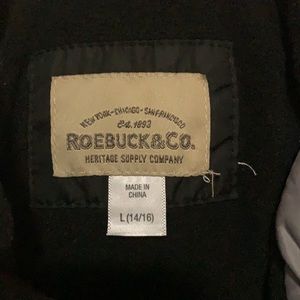 NEW YORK-CHICAGO-SAN FRANCISCO
Est. 1893
ROEBUCK&CO.
HERITAGE SUPPLY COMPANY
MADE IN
CHINA
L (14/16)